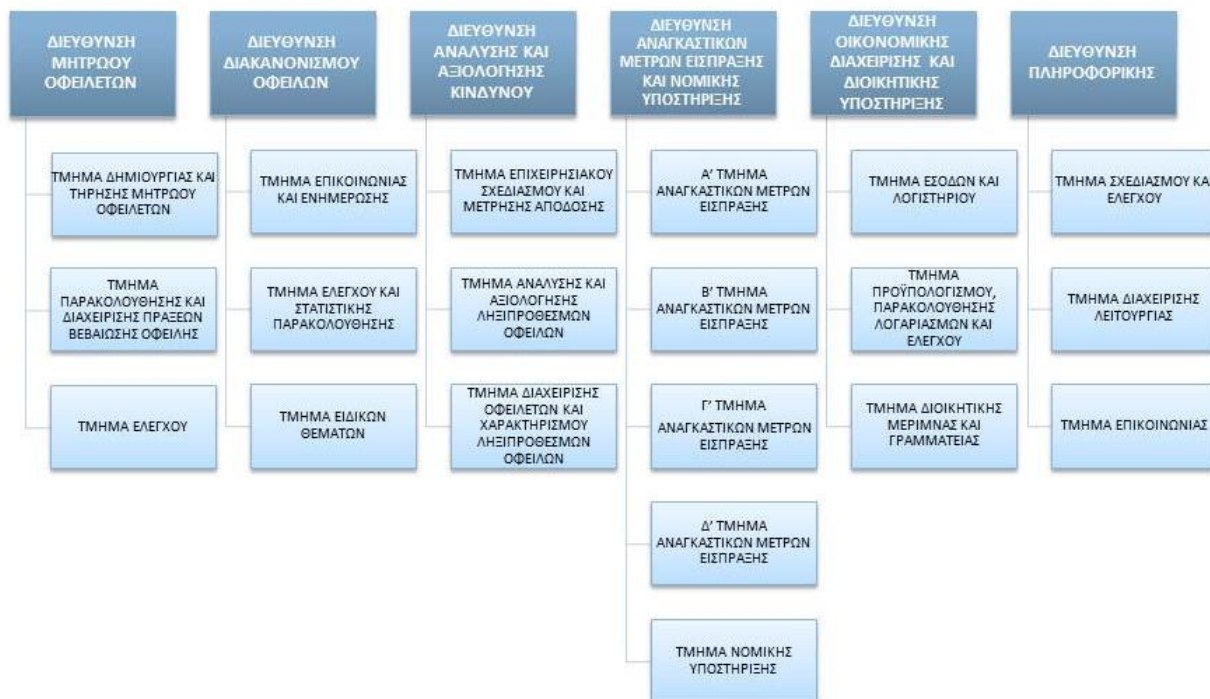 ΔΙΕΥΘΥΝΣΗ
ΜΗΤΡΩΟΥ
ΟΦΕΙΛΕΤΩΝ
ΤΜΗΜΑ ΔΗΜΙΟΥΡΓΙΑΣ ΚΑΙ
ΤΗΡΗΣΗΣ ΜΗΤΡΩΟΥ
ΟΦΕΙΛΕΤΩΝ
ΤΜΗΜΑ
ΠΑΡΑΚΟΛΟΥΘΗΣΗΣ ΚΑΙ
ΔΙΑΧΕΙΡΙΣΗΣ ΠΡΑΞΕΩΝ
ΒΕΒΑΙΩΣΗΣ ΟΦΕΙΛΗΣ
ΤΜΗΜΑ ΕΛΕΓΧΟΥ
ΔΙΕΥΘΥΝΣΗ
ΔΙΑΚΑΝΟΝΙΣΜΟΥ
ΟΦΕΙΛΩΝ
ΤΜΗΜΑ ΕΠΙΚΟΙΝΩΝΙΑΣ
ΚΑΙ ΕΝΗΜΕΡΩΣΗΣ
ΤΜΗΜΑ ΕΛΕΓΧΟΥ ΚΑΙ
ΣΤΑΤΙΣΤΙΚΗΣ
ΠΑΡΑΚΟΛΟΥΘΗΣΗΣ
ΤΜΗΜΑ ΕΙΔΙΚΩΝ
ΘΕΜΑΤΩΝ
ΔΙΕΥΘΥΝΣΗ
ΑΝΑΛΥΣΗΣ ΚΑΙ
ΑΞΙΟΛΟΓΗΣΗΣ
ΚΙΝΔΥΝΟΥ
ΤΜΗΜΑ ΕΠΙΧΕΙΡΗΣΙΑΚΟΥ
ΣΧΕΔΙΑΣΜΟΥ ΚΑΙ
ΜΕΤΡΗΣΗΣ ΑΠΟΔΟΣΗΣ
ΤΜΗΜΑ ΑΝΑΛΥΣΗΣ ΚΑΙ
ΑΞΙΟΛΟΓΗΣΗΣ
ΛΗΞΙΠΡΟΘΕΣΜΩΝ
ΟΦΕΙΛΩΝ
ΤΜΗΜΑ ΔΙΑΧΕΙΡΙΣΗΣ
ΟΦΕΙΛΕΤΩΝ ΚΑΙ
ΧΑΡΑΚΤΗΡΙΣΜΟΥ
ΛΗΞΙΠΡΟΘΕΣΜΩΝ
ΟΦΕΙΛΩΝ
ΔΙΕΥΘΥΝΣΗ
ΑΝΑΓΚΑΣΤΙΚΩΝ
ΜΕΤΡΩΝ ΕΙΣΠΡΑΞΗΣ
ΚΑΙ ΝΟΜΙΚΗΣ
ΥΠΟΣΤΗΡΙΞΗΣ
Α’ ΤΜΗΜΑ
ΑΝΑΓΚΑΣΤΙΚΩΝ ΜΕΤΡΩΝ
ΕΙΣΠΡΑΞΗΣ
Β’ ΤΜΗΜΑ
ΑΝΑΓΚΑΣΤΙΚΩΝ ΜΕΤΡΩΝ
ΕΙΣΠΡΑΞΗΣ
Γ’ ΤΜΗΜΑ
ΑΝΑΓΚΑΣΤΙΚΩΝ ΜΕΤΡΩΝ
ΕΙΣΠΡΑΞΗΣ
Δ’ ΤΜΗΜΑ
ΑΝΑΓΚΑΣΤΙΚΩΝ ΜΕΤΡΩΝ
ΕΙΣΠΡΑΞΗΣ
ΤΜΗΜΑ ΝΟΜΙΚΗΣ
ΥΠΟΣΤΗΡΙΞΗΣ
ΔΙΕΥΘΥΝΣΗ
ΟΙΚΟΝΟΜΙΚΗΣ
ΔΙΑΧΕΙΡΙΣΗΣ ΚΑΙ
ΔΙΟΙΚΗΤΙΚΗΣ
ΥΠΟΣΤΗΡΙΞΗΣ
ΤΜΗΜΑ ΕΣΟΔΩΝ ΚΑΙ
ΛΟΓΙΣΤΗΡΙΟΥ
ΤΜΗΜΑ
ΠΡΟΫΠΟΛΟΓΙΣΜΟΥ,
ΠΑΡΑΚΟΛΟΥΘΗΣΗΣ
ΛΟΓΑΡΙΑΣΜΩΝ ΚΑΙ
ΕΛΕΓΧΟΥ
ΤΜΗΜΑ ΔΙΟΙΚΗΤΙΚΗΣ
ΜΕΡΙΜΝΑΣ ΚΑΙ
ΓΡΑΜΜΑΤΕΙΑΣ
ΔΙΕΥΘΥΝΣΗ
ΠΛΗΡΟΦΟΡΙΚΗΣ
ΤΜΗΜΑ ΣΧΕΔΙΑΣΜΟΥ ΚΑΙ
ΕΛΕΓΧΟΥ
ΤΜΗΜΑ ΔΙΑΧΕΙΡΙΣΗΣ
ΛΕΙΤΟΥΡΓΙΑΣ
ΤΜΗΜΑ ΕΠΙΚΟΙΝΩΝΙΑΣ